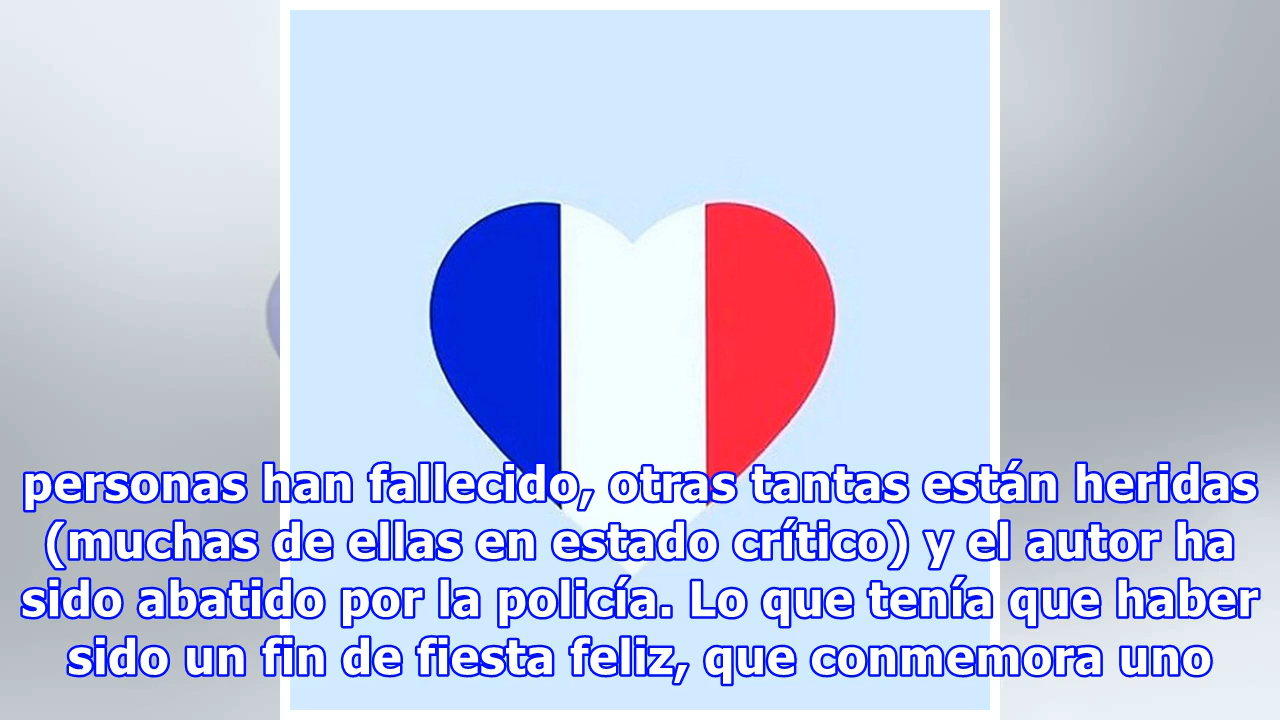 personas han fallecido, otras tantas están heridas
(muchas de ellas en estado crítico) y el autor ha
sido abatido por la policía. Lo que tenía que haber
sido un fin de fiesta feliz, que conmemora uno